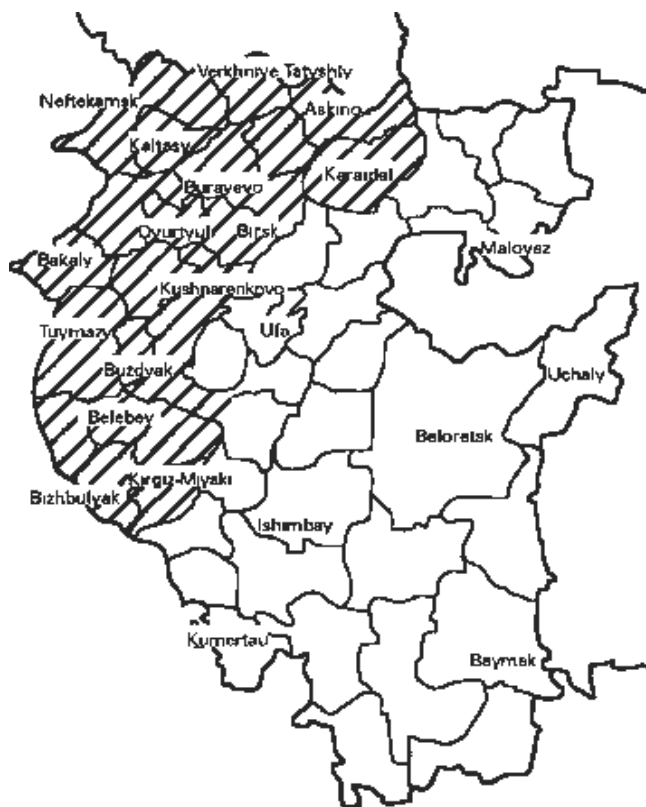 Verkhniye Tatyshly
Neftekamsk
Askino
Kaltasy
Karaidel
Burayevo
Dyurtyuli
Birsk
Maloyaz
Bakaly
Kushnarenkovo
Tuymazy
Ufa
Buzdyak
Uchaly
Belebey
Beloretsk
Kirgiz-Miyaki
Bizhbulyak
Ishimbay
Kumertau
Baymak